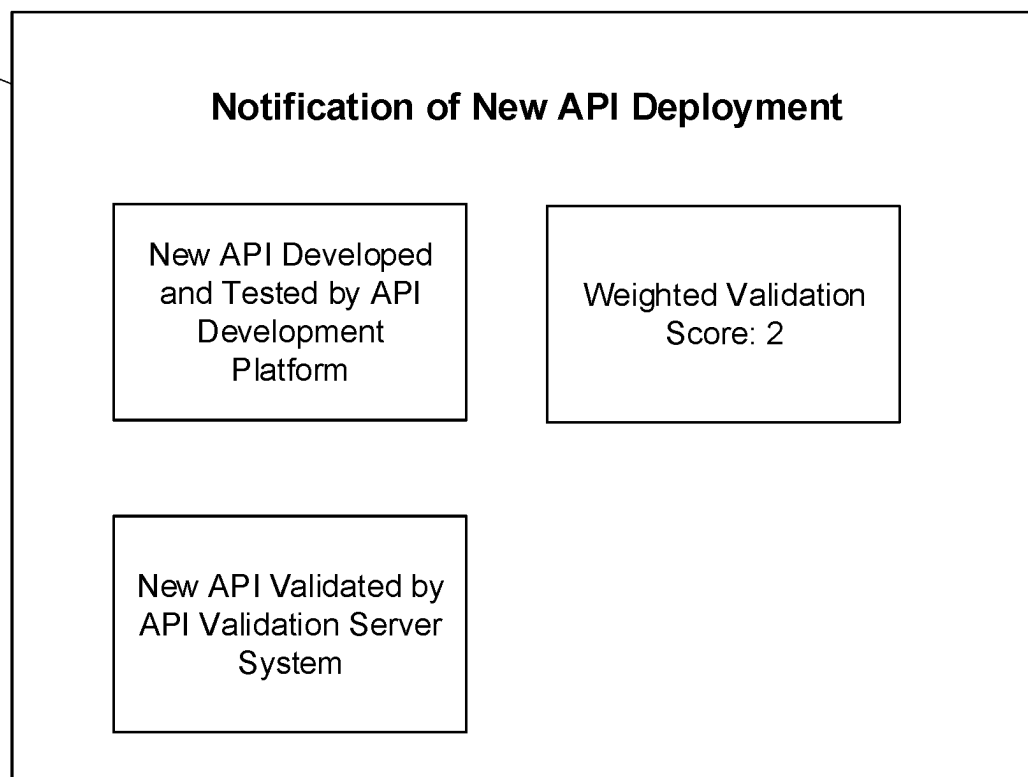 Notification of New API Deployment
New API Developed
and Tested by API
Development
Platform
Weighted Validation
Score: 2
New API Validated by
API Validation Server
System